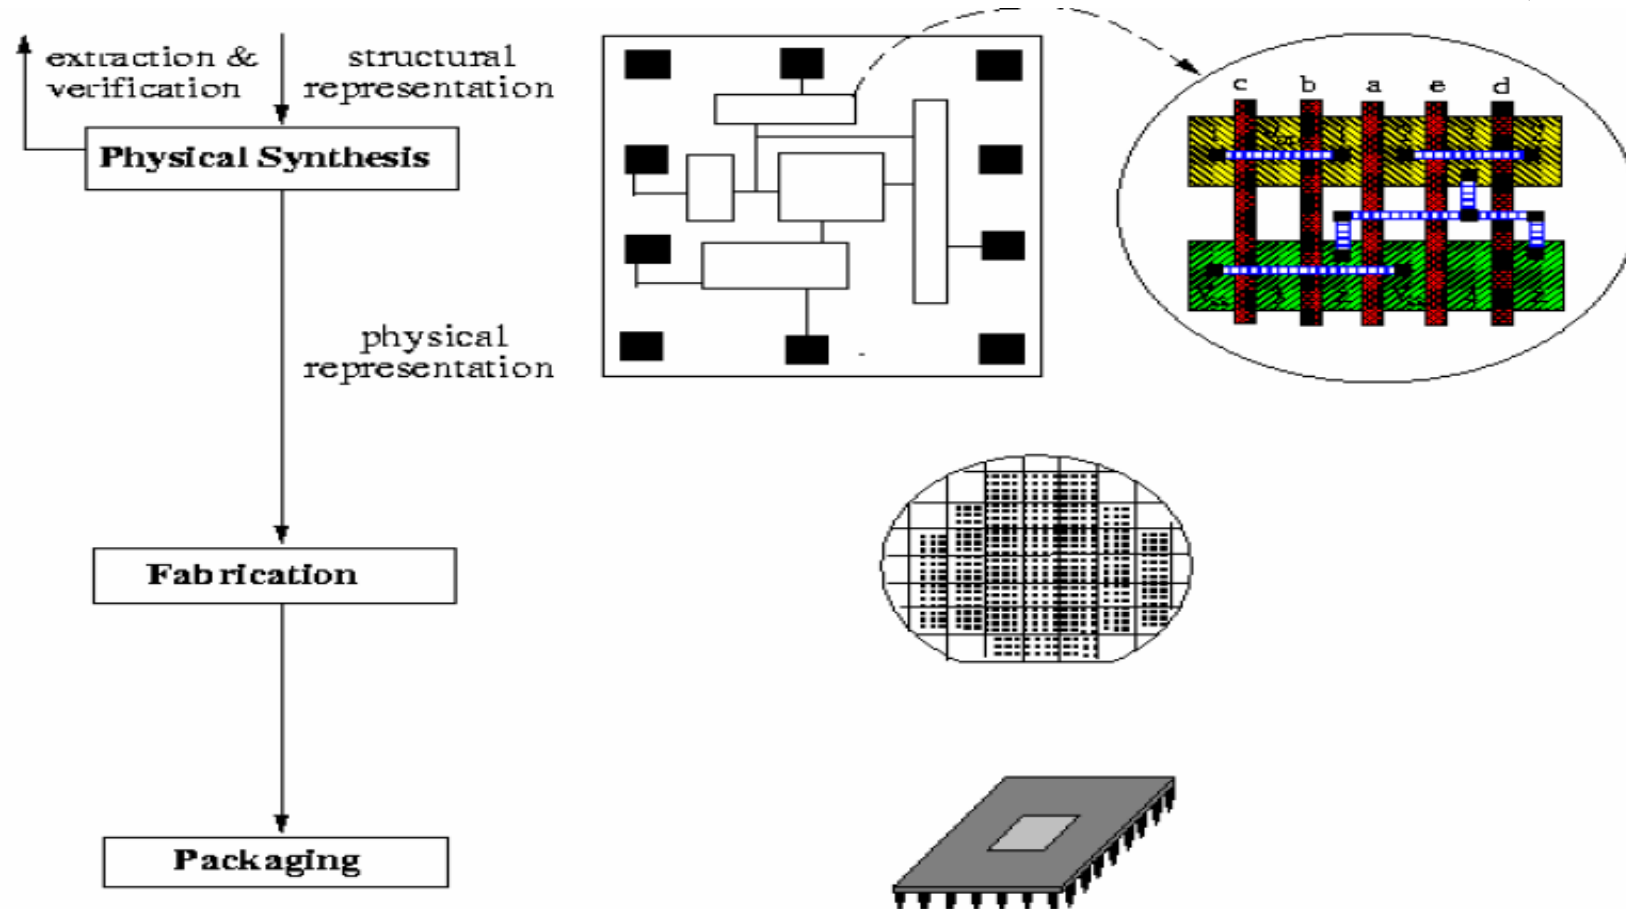 extraction &
verification
structural
representation
Physical Synthesis
c b a e d
physical
representation
Fabrication
Packaging